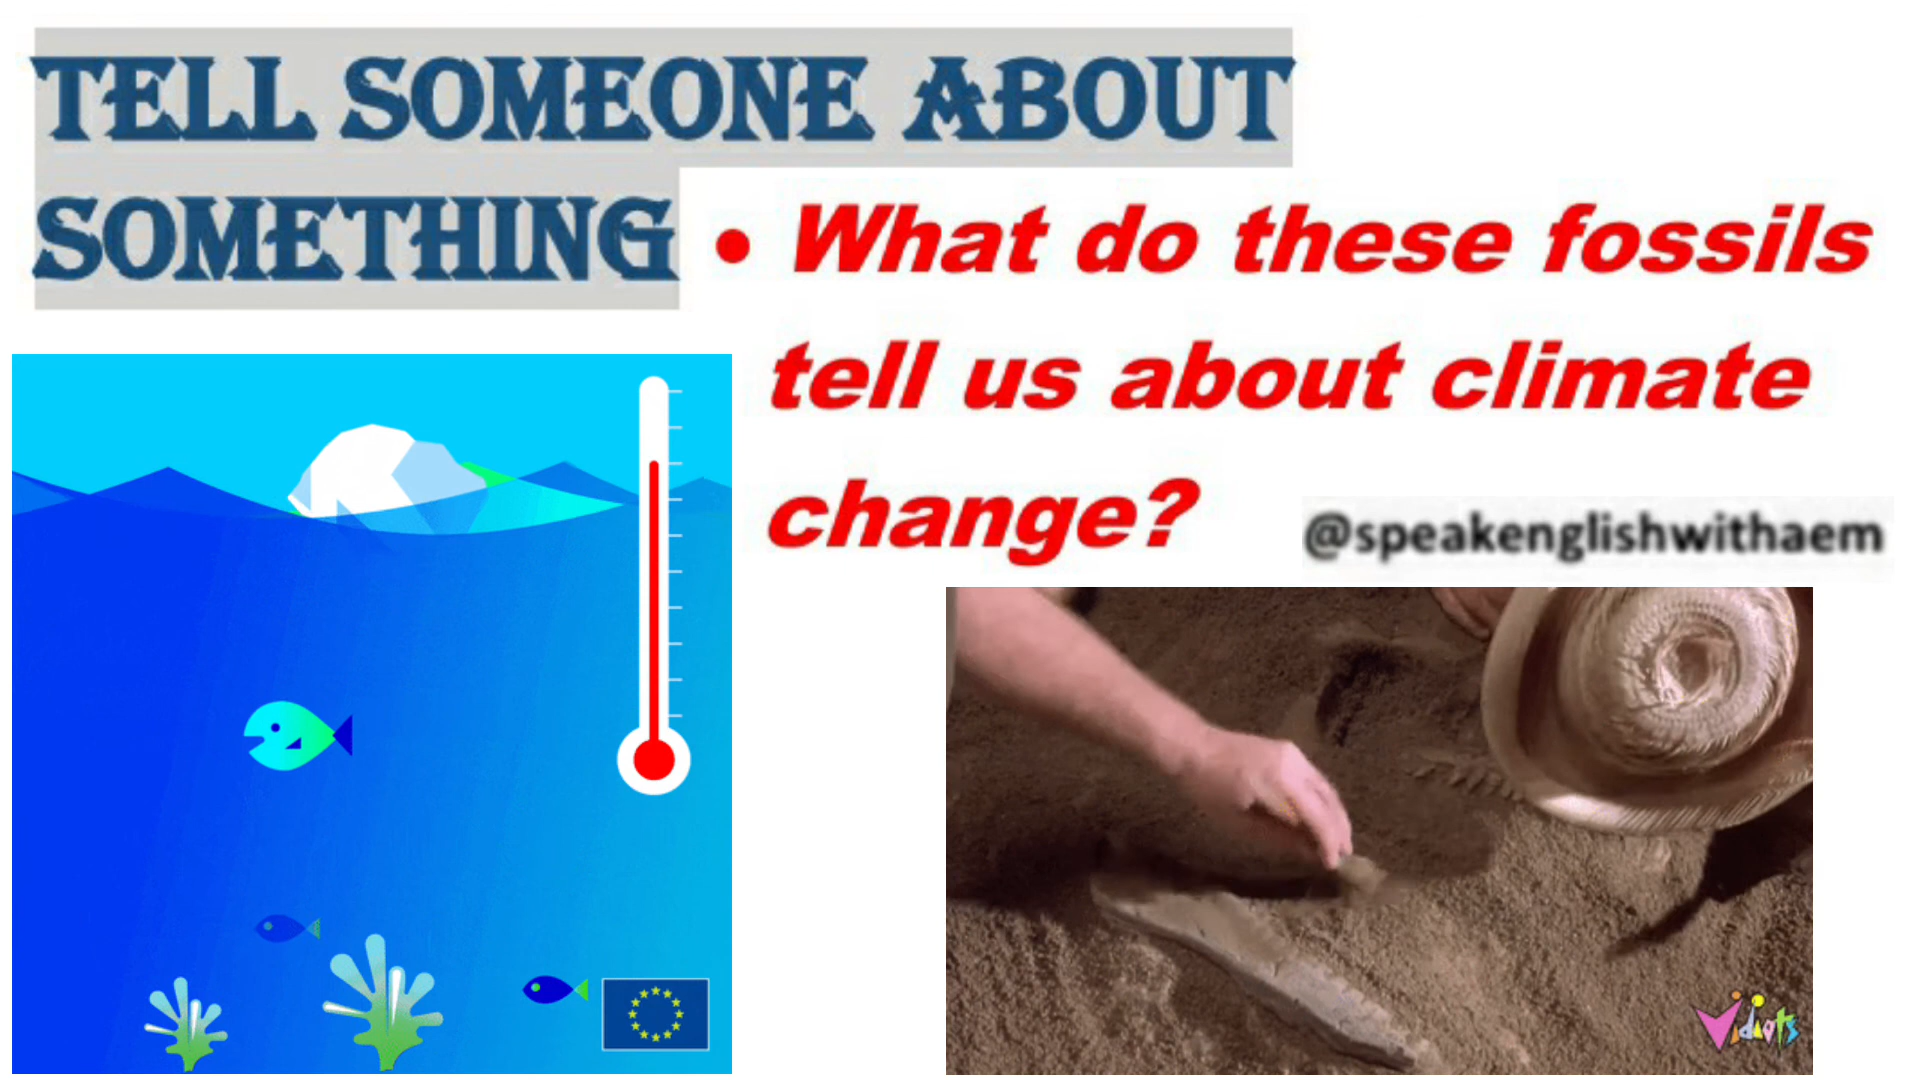 TELL SOMEONE ABOUT
SOMETHING
• What do these fossils
tell us about climate
change?
@speakenglishwithaem
Vidiots